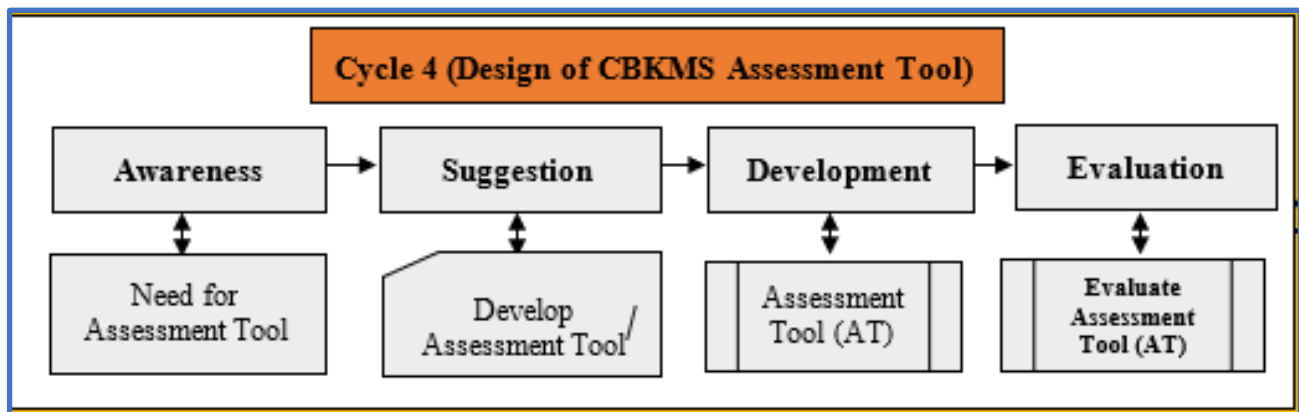 Cycle 4 (Design of CBKMS Assessment Tool)
Awareness
Suggestion
Development
Evaluation
Need for
Assessment Tool
Develop
Assessment Tool/
Assessment
Tool (AT)
Evaluate
Assessment
Tool (AT)